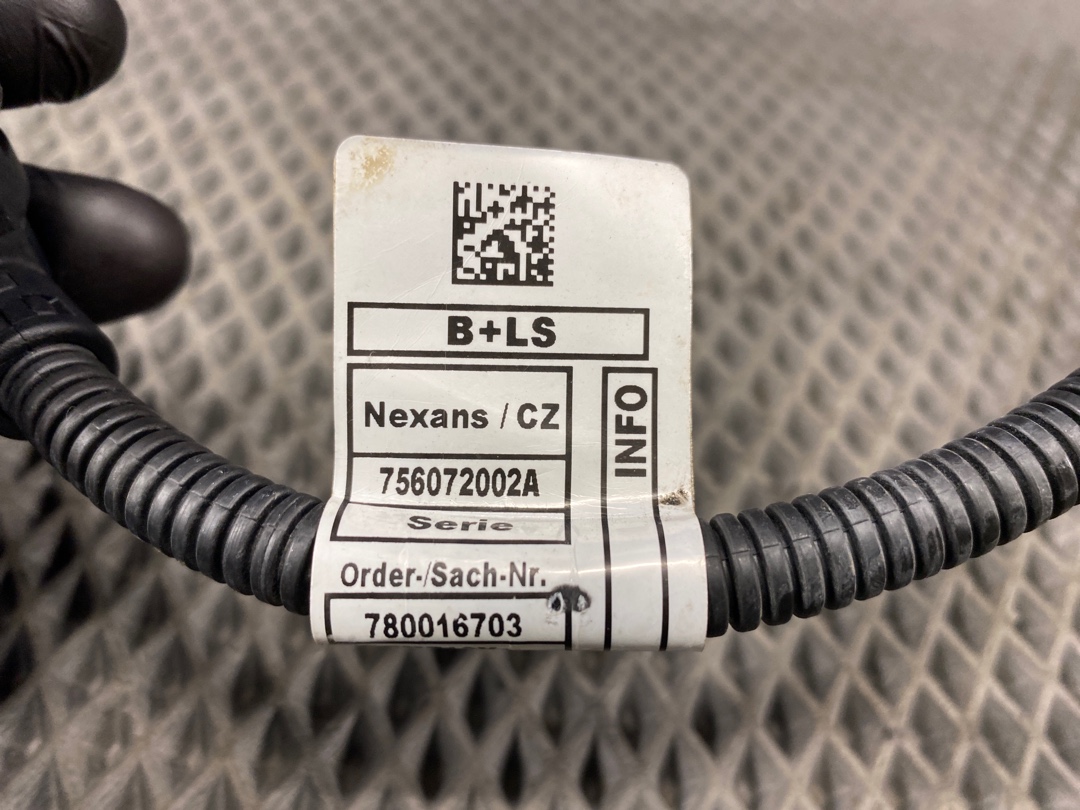 B+LS
Nexans / CZ
INFO
756072002A
Serie
Order-/Sach-Nr.
780016703